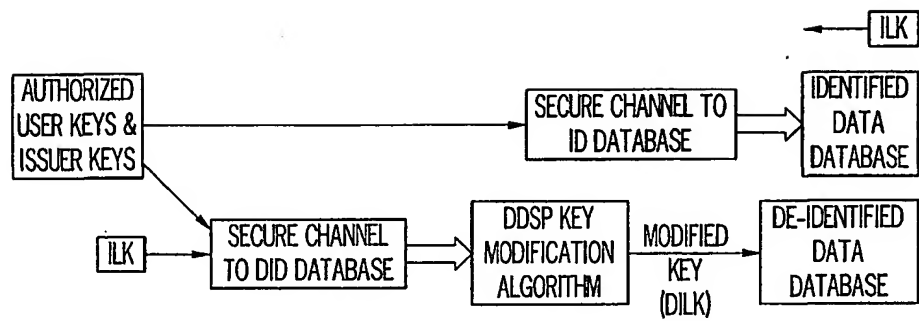 ILK
AUTHORIZED
USER KEYS &
ISSUER KEYS
SECURE CHANNEL TO
ID DATABASE
IDENTIFIED
DATA
DATABASE
ILK
SECURE CHANNEL
TO DID DATABASE
DDSP KEY
MODIFICATION
ALGORITHM
MODIFIED
KEY
(DILK)
DE-IDENTIFIED
DATA
DATABASE